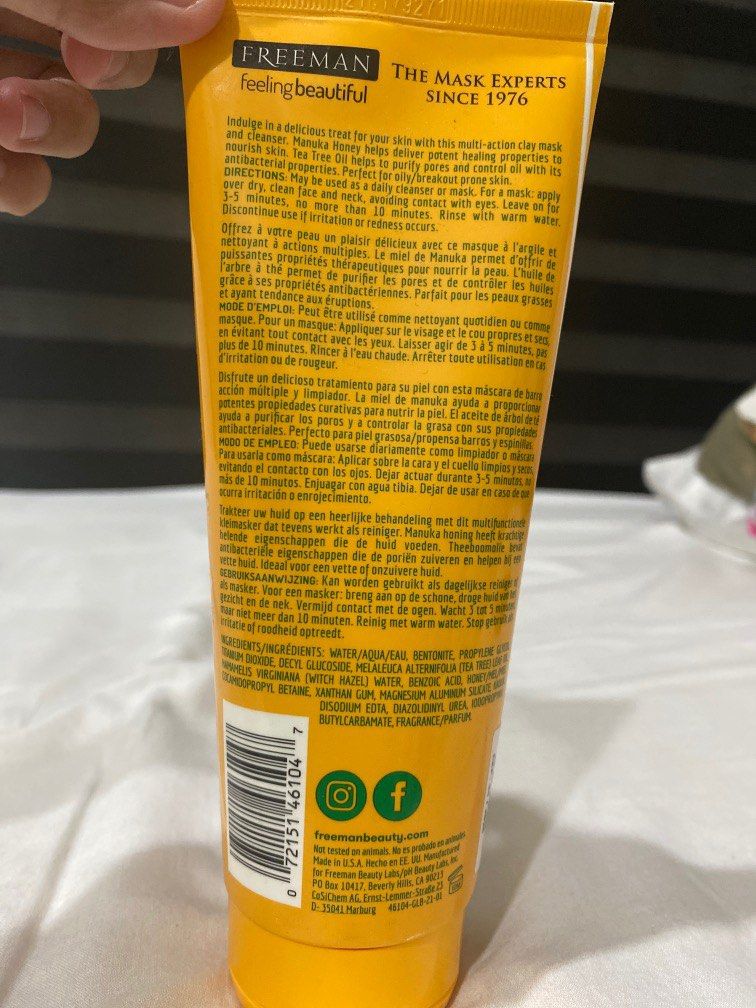 FREEMAN
feelingbeautiful
THE MASK EXPERTS
SINCE 1976
Indulge in a delicious treat for your skin with this multi-action clay mask
and cleanser. Manuka Honey helps deliver potent healing properties to
nourish skin. Tea Tree Oil helps to purify pores and control oil with its
antibacterial properties. Perfect for oily/breakout prone skin.
DIRECTIONS: May be used as a daily cleanser or mask. For a mask: apply
over dry, clean face and neck, avoiding contact with eyes. Leave on for
3-5 minutes, no more than 10 minutes. Rinse with warm water.
Discontinue use if irritation or redness occurs.
Offrez à votre peau un plaisir délicieux avec ce masque à l'argile et
nettoyant à actions multiples. Le miel de Manuka permet d'offrir de
puissantes propriétés thérapeutiques pour nourrir la peau. L'huile de
l'arbre à thé permet de purifier les pores et de contrôler les huiles
grâce à ses propriétés antibactériennes. Parfait pour les peaux grasses
et ayant tendance aux éruptions.
MODE D'EMPLOI: Peut être utilisé comme nettoyant quotidien ou comme
masque. Pour un masque: Appliquer sur le visage et le cou propres et secs,
en évitant tout contact avec les yeux. Laisser agir de 3 à 5 minutes, pas
plus de 10 minutes. Rincer à l'eau chaude. Arrêter toute utilisation en cas
d'irritation ou de rougeur.
Disfrute un delicioso tratamiento para su piel con esta máscara de barro
acción múltiple y limpiador. La miel de manuka ayuda a proporcionar
potentes propiedades curativas para nutrir la piel. El aceite de árbol de té
ayuda a purificar los poros y a controlar la grasa con sus propiedades
antibacteriales. Perfecto para piel grasosa/propensa barros y espinillas.
MODO DE EMPLEO: Puede usarse diariamente como limpiador o máscara.
Para usarla como máscara: Aplicar sobre la cara y el cuello limpios y secos,
evitando el contacto con los ojos. Dejar actuar durante 3-5 minutos, no
más de 10 minutos. Enjuagar con agua tibia. Dejar de usar en caso de que
ocurra irritación o enrojecimiento.
Trakteer uw huid op een heerlijke behandeling met dit multifunctionele
kleimasker dat tevens werkt als reiniger. Manuka honing heeft krachtige
helende eigenschappen die de huid voeden. Theeboomolie bevat
antibacteriële eigenschappen die de poriën zuiveren en helpen bij een
vette huid. Ideaal voor een vette of onzuivere huid.
GEBRUIKSAANWIJZING: Kan worden gebruikt als dagelijkse reiniger of
als masker. Voor een masker: breng aan op de schone, droge huid van het
gezicht en de nek. Vermijd contact met de ogen. Wacht 3 tot 5 minuten
maar niet meer dan 10 minuten. Reinig met warm water. Stop gebruik als
irritatie of roodheid optreedt.
INGREDIENTS/INGRÉDIENTS: WATER/AQUA/EAU, BENTONITE, PROPYLENE GLYCOL,
TITANIUM DIOXIDE, DECYL GLUCOSIDE, MELALEUCA ALTERNIFOLIA (TEA TREE) LEAF OIL,
HAMAMELIS VIRGINIANA (WITCH HAZEL) WATER, BENZOIC ACID, HONEY/MEL/MIEL,
COCAMIDOPROPYL BETAINE, XANTHAN GUM, MAGNESIUM ALUMINUM SILICATE,
DISODIUM EDTA, DIAZOLIDINYL UREA,
BUTYLCARBAMATE, FRAGRANCE/PARFUM.
0 72151 46104 7
freemanbeauty.com
Not tested on animals. No es probado en animales.
Made in U.S.A. Hecho en EE. UU. Manufactured
for Freeman Beauty Labs/pH Beauty Labs, Inc.
PO Box 10417, Beverly Hills, CA 90213
CoSiChem AG, Ernst-Lemmer-Straße 23
D- 35041 Marburg 46104-GLB-21-01